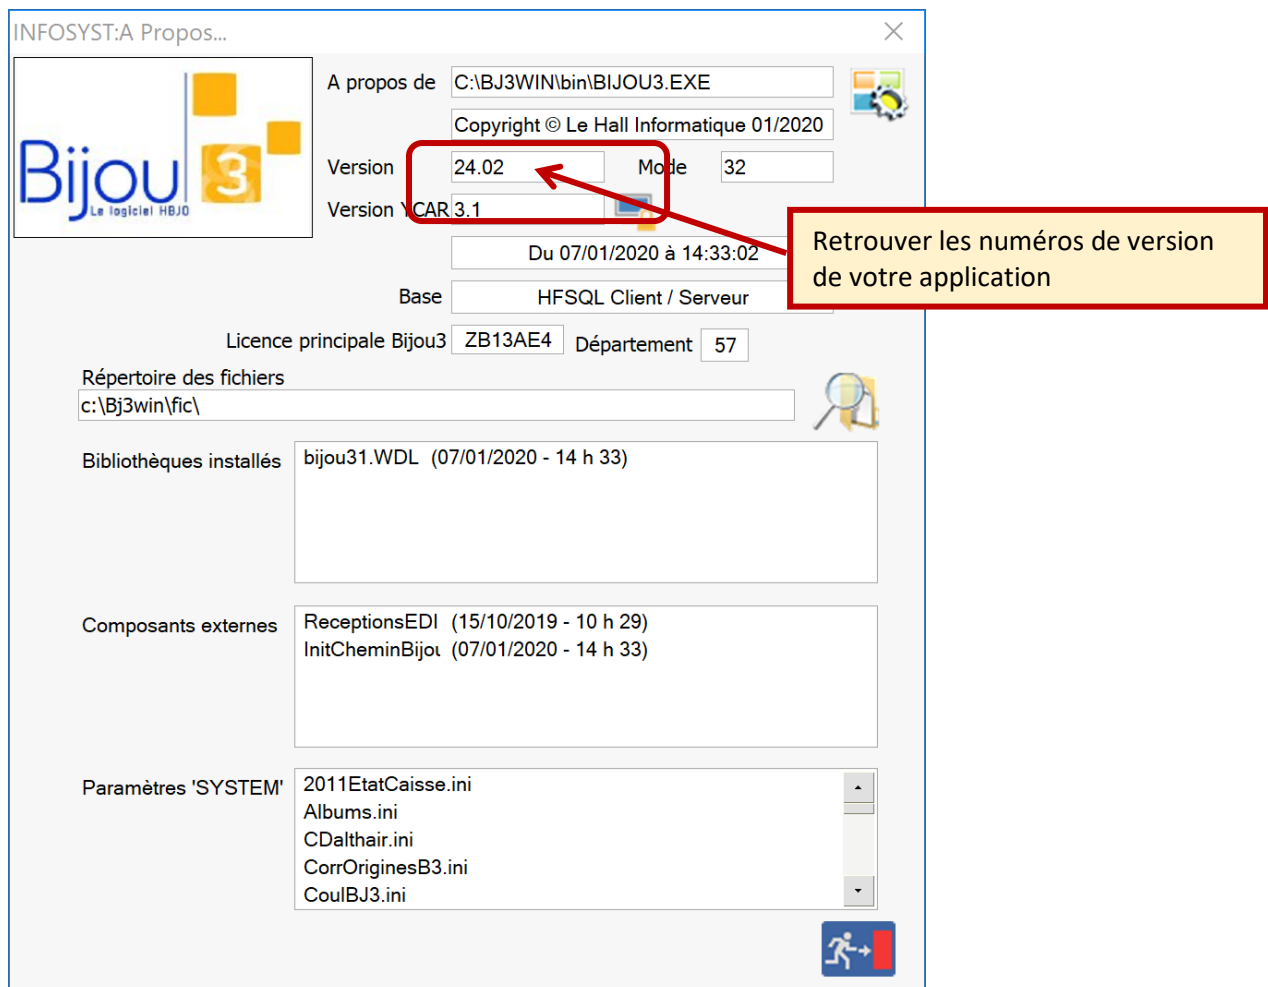 INFOSYST:A Propos...
Bijou 3
Le logiciel HBJO
A propos de C:\BJ3WIN\bin\BIJOU3.EXE
Copyright © Le Hall Informatique 01/2020
Version 24.02 Mode 32
Version YCAR 3.1
Retrouver les numéros de version
de votre application
Du 07/01/2020 à 14:33:02
Base HFSQL Client / Serveur
Licence principale Bijou3 ZB13AE4 Département 57
Répertoire des fichiers
c:\Bj3win\fic\
Bibliothèques installés bijou31.WDL (07/01/2020 - 14 h 33)
Composants externes ReceptionsEDI (15/10/2019 - 10 h 29)
InitCheminBijou (07/01/2020 - 14 h 33)
Paramètres 'SYSTEM' 2011EtatCaisse.ini
Albums.ini
CDalthair.ini
CorrOriginesB3.ini
CoulBJ3.ini